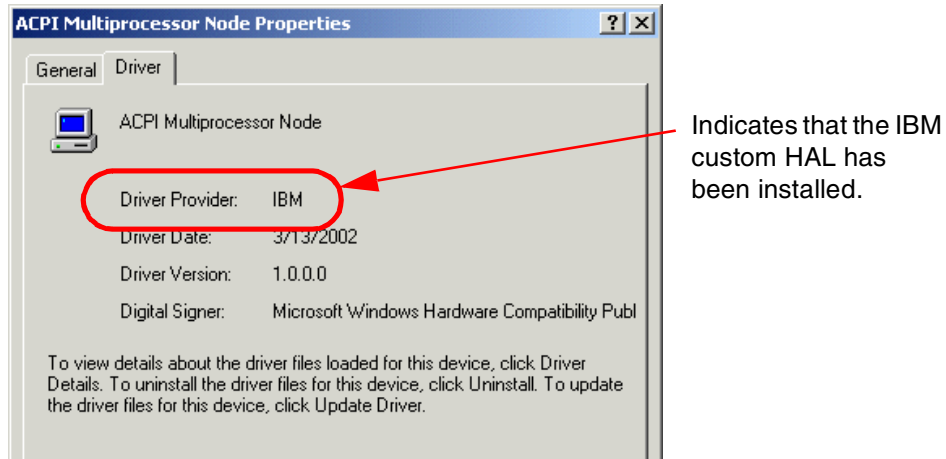 ACPI Multiprocessor Node Properties
General
Driver
ACPI Multiprocessor Node
Driver Provider: IBM
Driver Date: 3/13/2002
Driver Version: 1.0.0.0
Digital Signer: Microsoft Windows Hardware Compatibility Publ
To view details about the driver files loaded for this device, click Driver
Details. To uninstall the driver files for this device, click Uninstall. To update
the driver files for this device, click Update Driver.
Indicates that the IBM
custom HAL has
been installed.